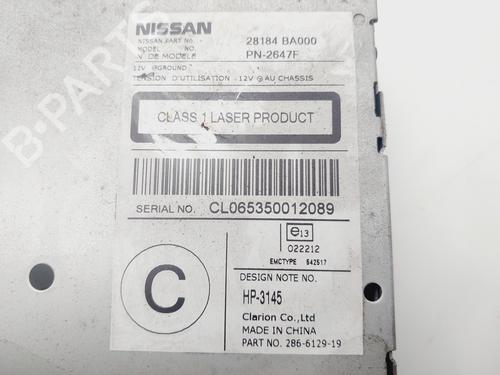 NISSAN
NISSAN PART No. 28184 BA000
MODEL NO. PN-2647F
N. DE MODELE
12V ⊖GROUND
TENSION D'UTILISATION -12V ⊖ AU CHASSIS
CLASS 1 LASER PRODUCT
SERIAL NO. CL065350012089
e13
022212
EMCTYPE 542517
C
DESIGN NOTE NO.
HP-3145
Clarion Co.,Ltd
MADE IN CHINA
PART NO. 286-6129-19
B-PARTS